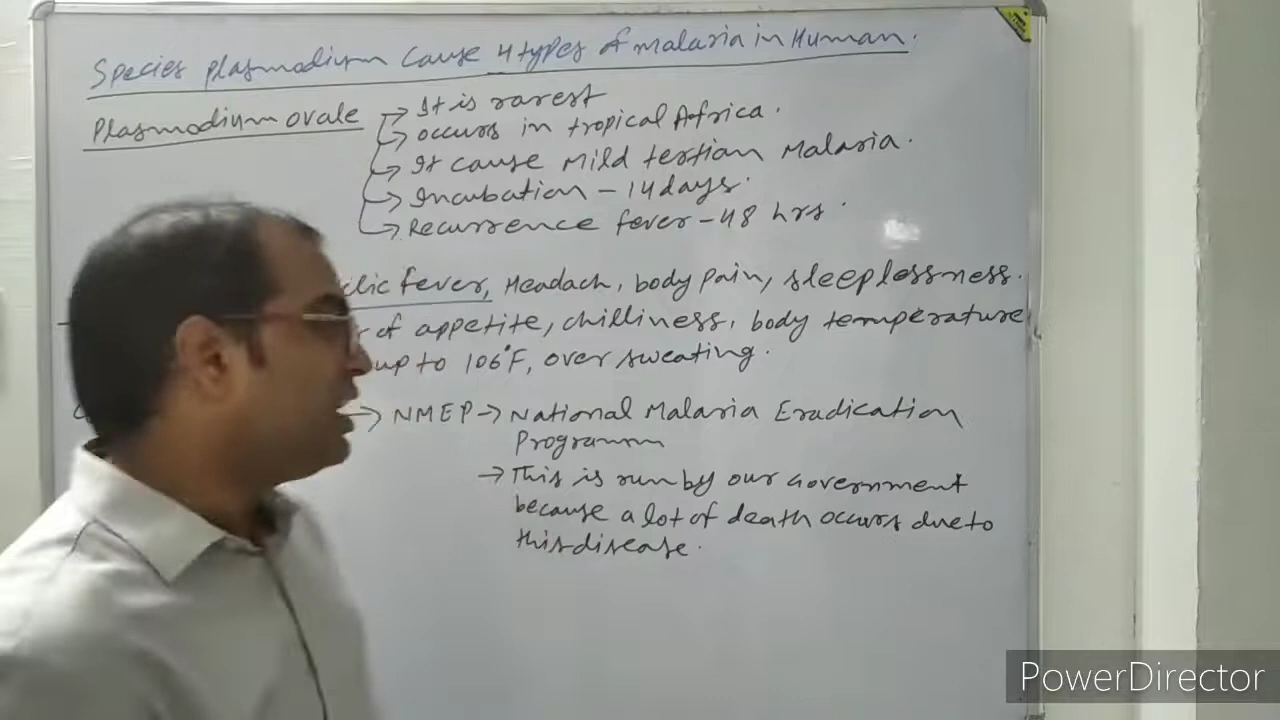 Species plasmodium cause 4 types of malaria in Human.
Plasmodium ovale → It is rarest
→ occurs in tropical Africa.
→ It cause Mild tertian Malaria.
→ Incubation - 14 days.
→ Recurrence fever - 48 hrs.
clic fever, Headach, body pain, sleeplessness.
of appetite, chilliness, body temperature
up to 106°F, over sweating.
→ NMEP → National Malaria Eradication
Programm
→ This is run by our Government
because a lot of death occurs due to
this disease.
PowerDirector